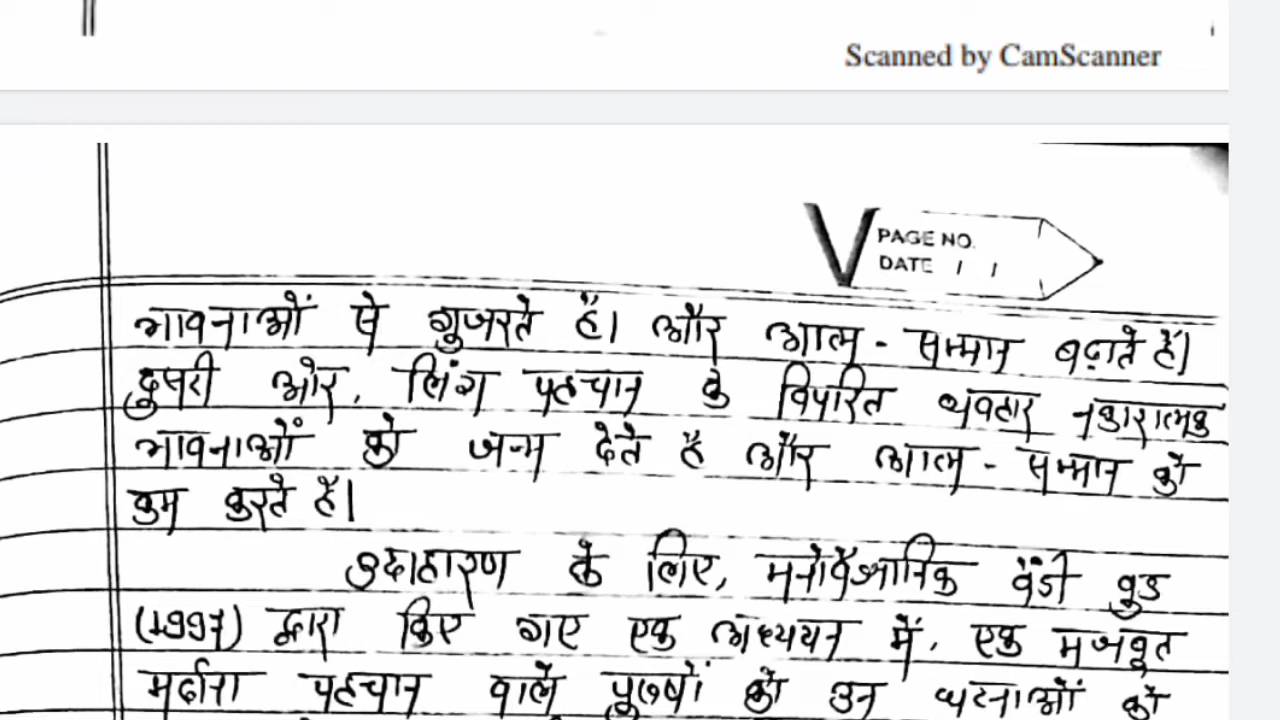 Scanned by CamScanner
PAGE NO.
DATE / /
भावनाओं से गुजरते हैं। और आत्म - सम्मान बढ़ाते हैं।
दुसरी ओर, लिंग पहचान के विपरित व्यवहार नकारात्मक
भावनाओं को जन्म देते है और आत्म - सम्मान को
कम करते हैं।
उदाहारण के लिए, मनोवैज्ञानिक वेंडी वुड
(1997) द्वारा किए गए एक अध्ययन में, एक मजबूत
मर्दाना पहचान वाले पुरुषों को उन घटनाओं को